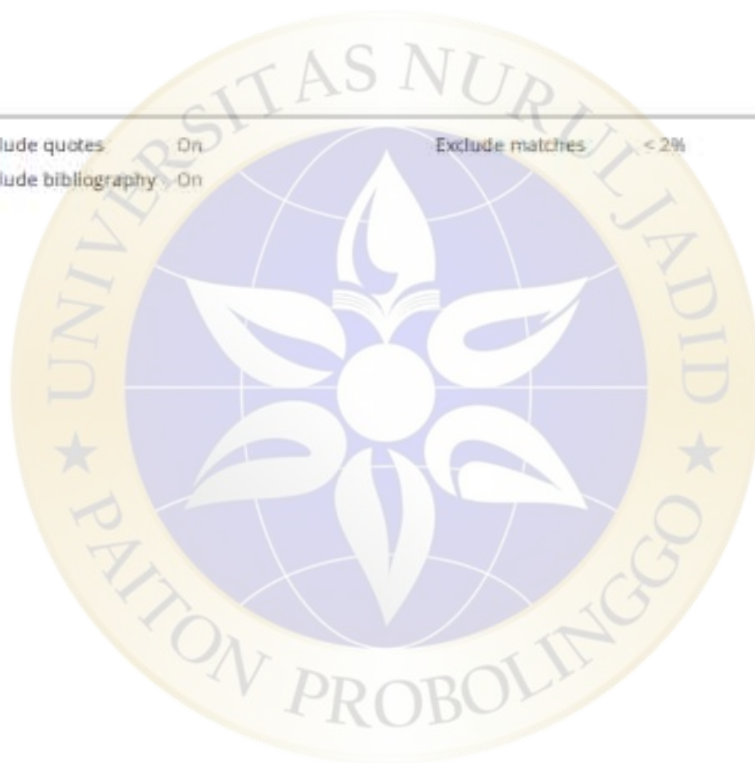 UNIVERSITAS NURUL JADID
lude quotes On Exclude matches < 2%
lude bibliography On
PAITON PROBOLINGGO